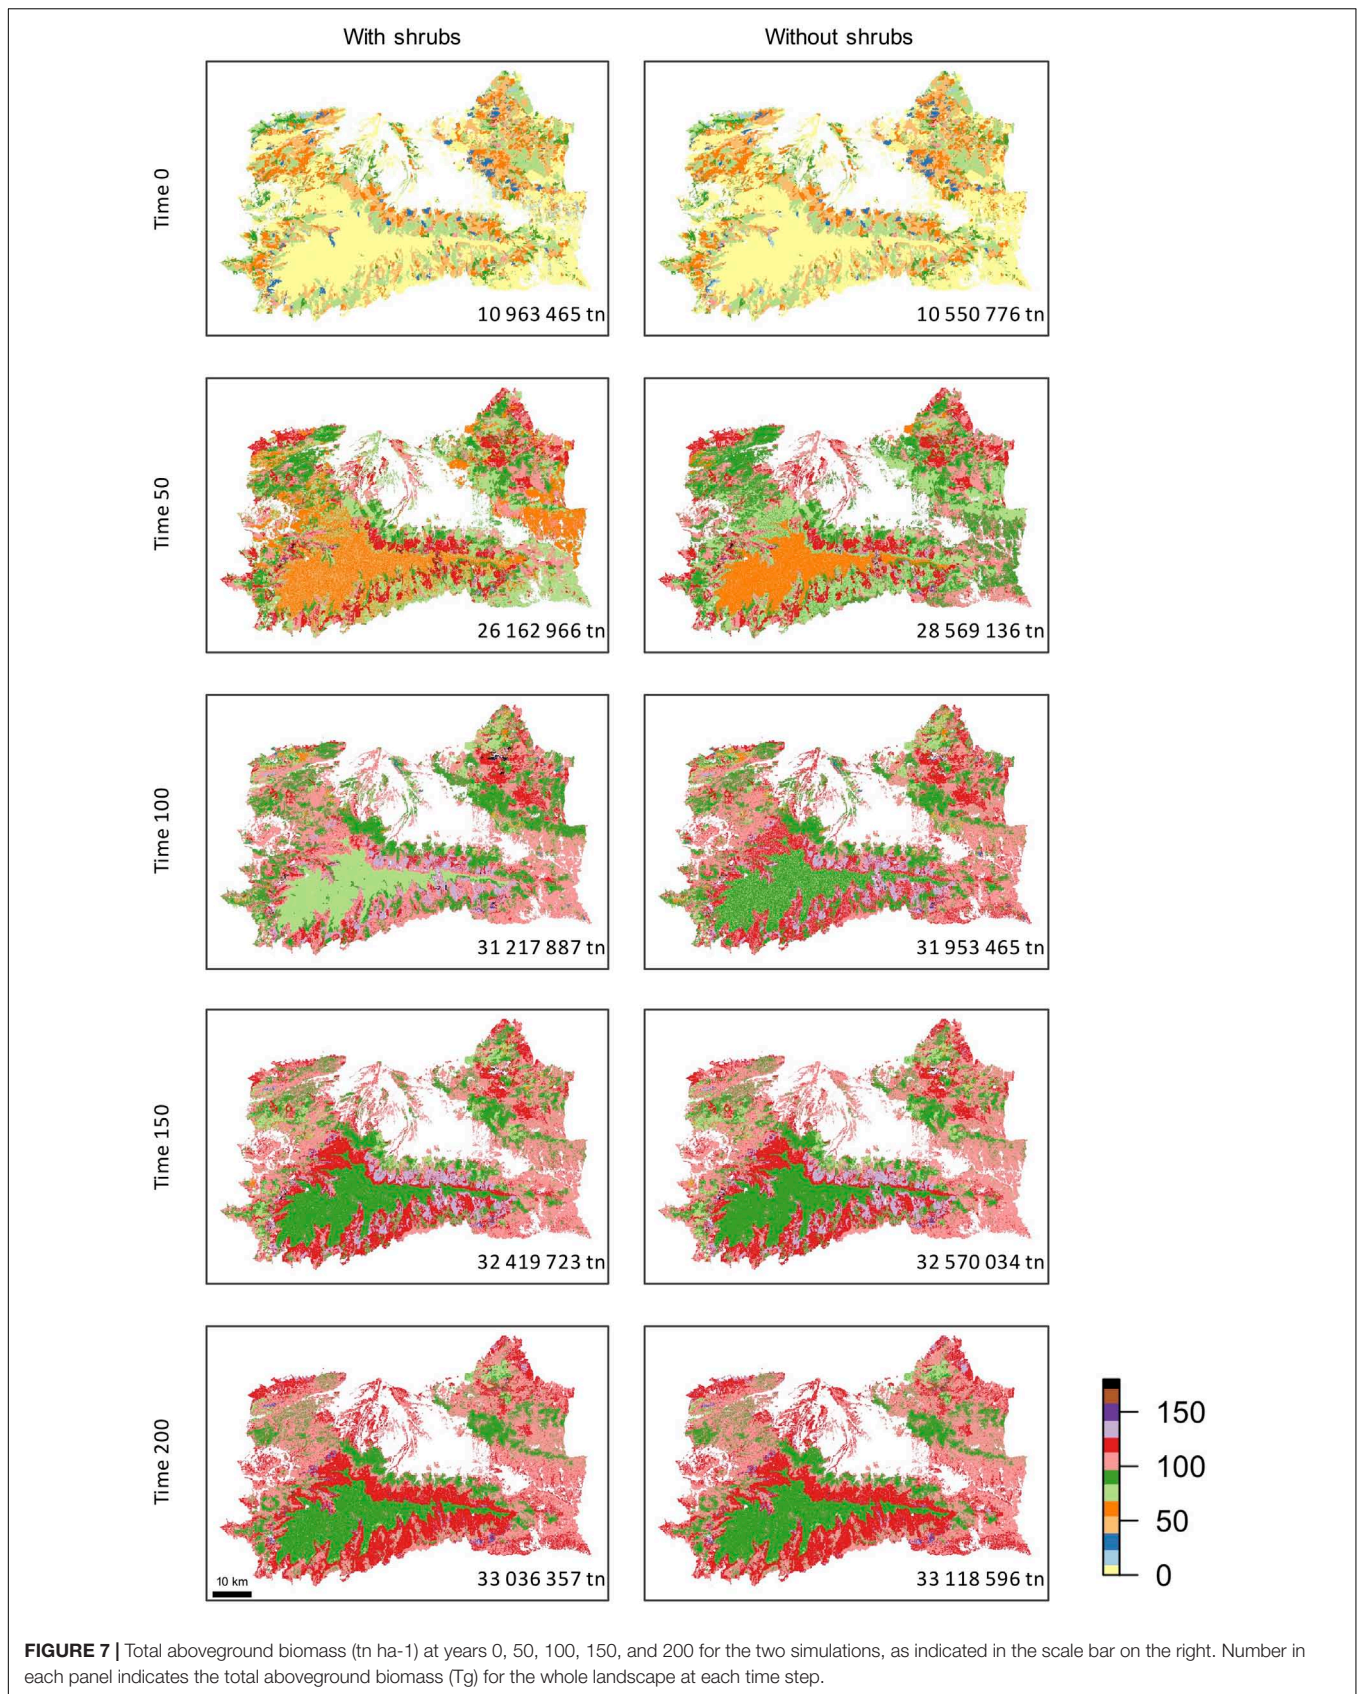 With shrubs
Without shrubs
Time 0
10 963 465 tn
10 550 776 tn
Time 50
26 162 966 tn
28 569 136 tn
Time 100
31 217 887 tn
31 953 465 tn
Time 150
32 419 723 tn
32 570 034 tn
Time 200
10 km
33 036 357 tn
33 118 596 tn
150
100
50
0
FIGURE 7 | Total aboveground biomass (tn ha-1) at years 0, 50, 100, 150, and 200 for the two simulations, as indicated in the scale bar on the right. Number in
each panel indicates the total aboveground biomass (Tg) for the whole landscape at each time step.